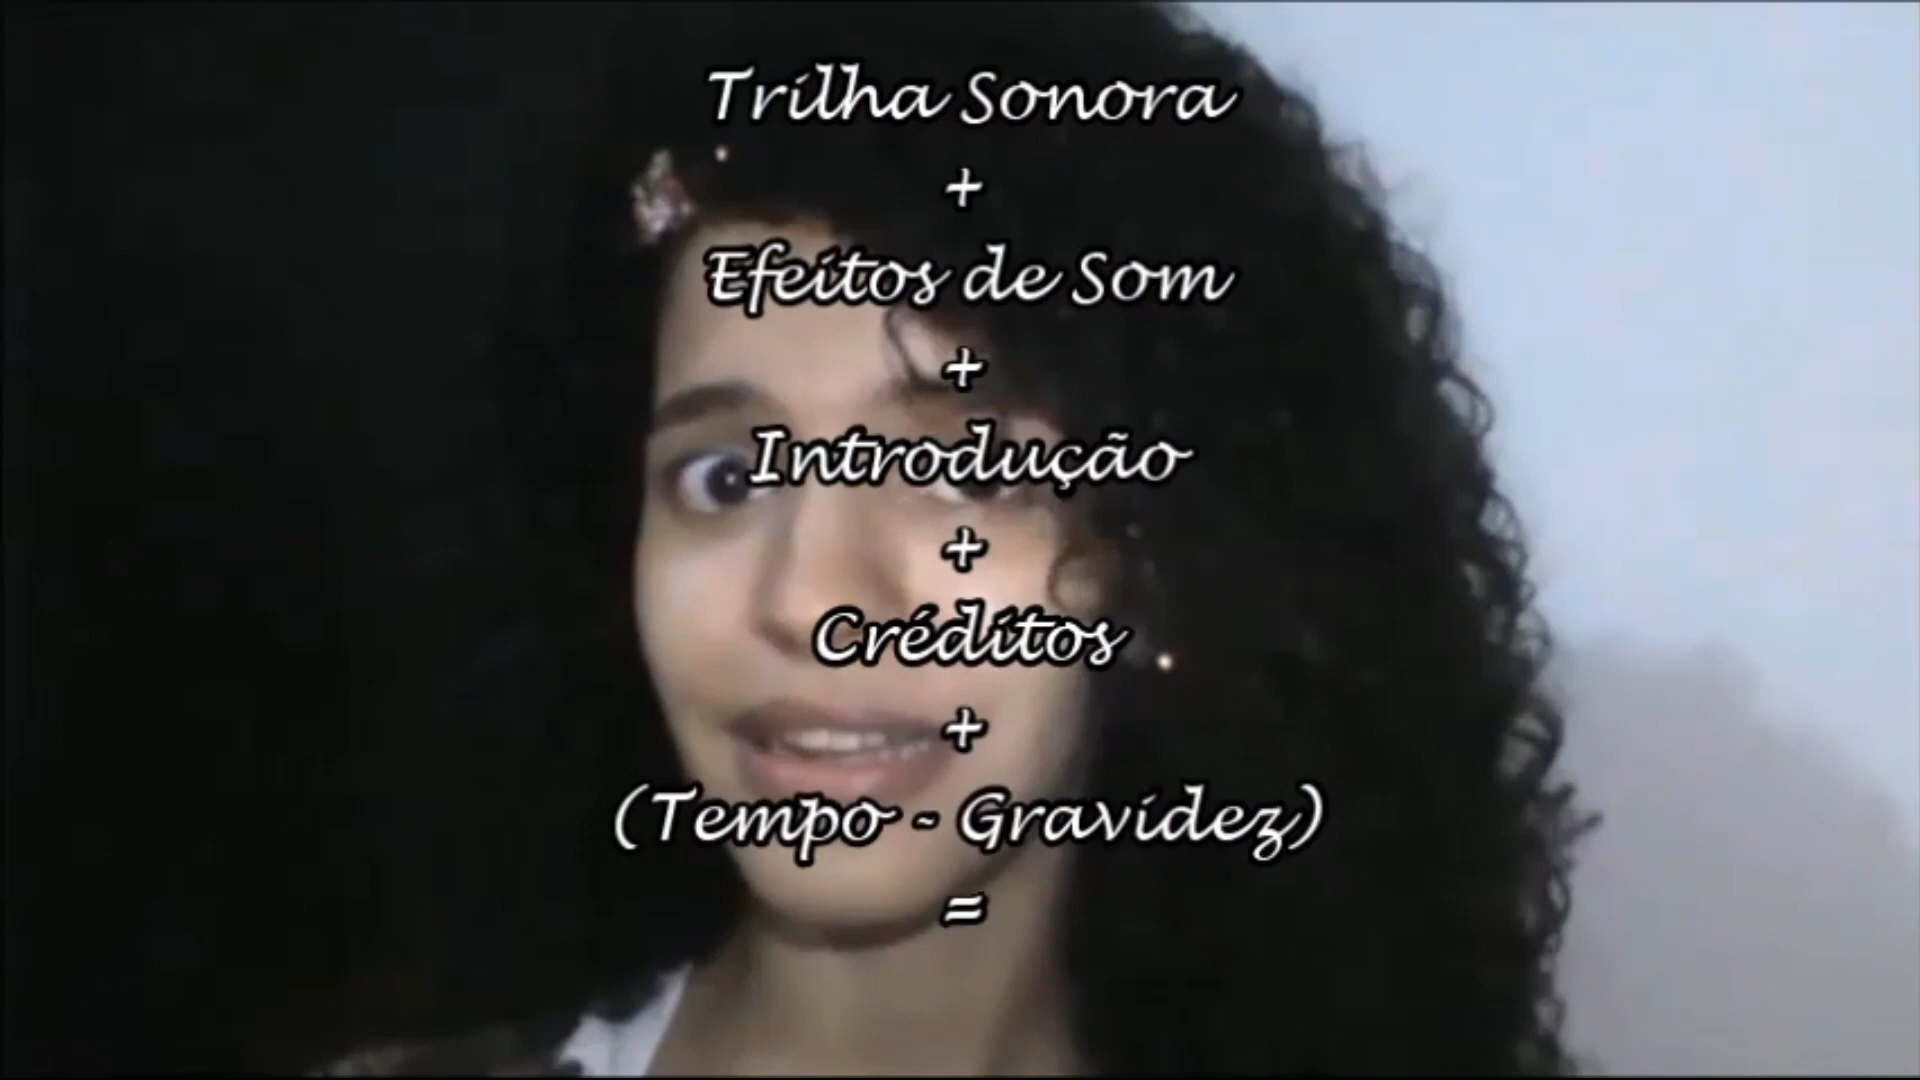 Trilha Sonora
+
Efeitos de Som
+
Introdução
+
Créditos
+
(Tempo - Gravidez)
=